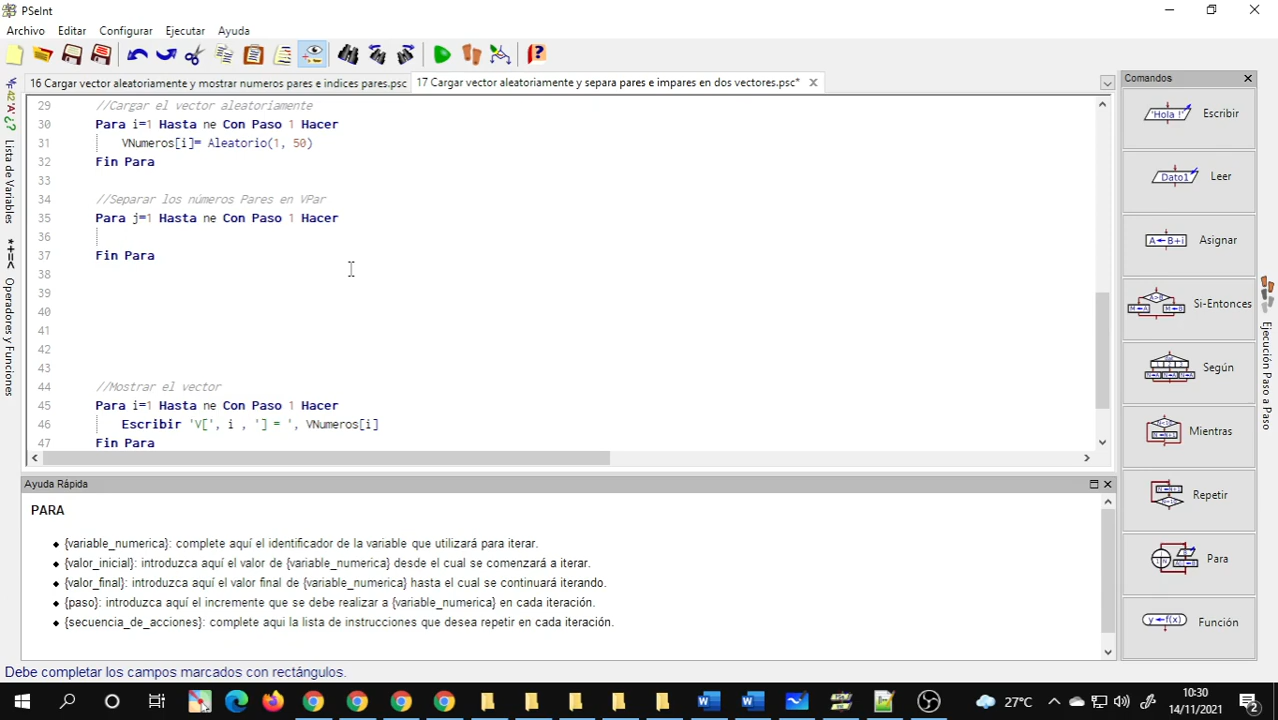 PSeInt
Archivo Editar Configurar Ejecutar Ayuda
16 Cargar vector aleatoriamente y mostrar numeros pares e indices pares.psc
17 Cargar vector aleatoriamente y separa pares e impares en dos vectores.psc*
Comandos
Lista de Variables
*+=< Operadores y Funciones
29 //Cargar el vector aleatoriamente
30 Para i=1 Hasta ne Con Paso 1 Hacer
31 VNumeros[i]= Aleatorio(1, 50)
32 Fin Para
33
34 //Separar los números Pares en VPar
35 Para j=1 Hasta ne Con Paso 1 Hacer
36
37 Fin Para
38
39
40
41
42
43
44 //Mostrar el vector
45 Para i=1 Hasta ne Con Paso 1 Hacer
46 Escribir 'V[', i , '] = ', VNumeros[i]
47 Fin Para
'Hola !' Escribir
Dato1 Leer
A←B+i Asignar
Si-Entonces
Según
Mientras
Repetir
Para
y←f(x) Función
Ejecución Paso a Paso
Ayuda Rápida
PARA
◆ {variable_numerica}: complete aquí el identificador de la variable que utilizará para iterar.
◆ {valor_inicial}: introduzca aquí el valor de {variable_numerica} desde el cual se comenzará a iterar.
◆ {valor_final}: introduzca aquí el valor final de {variable_numerica} hasta el cual se continuará iterando.
◆ {paso}: introduzca aquí el incremente que se debe realizar a {variable_numerica} en cada iteración.
◆ {secuencia_de_acciones}: complete aqui la lista de instrucciones que desea repetir en cada iteración.
Debe completar los campos marcados con rectángulos.
27°C
10:30
14/11/2021
2